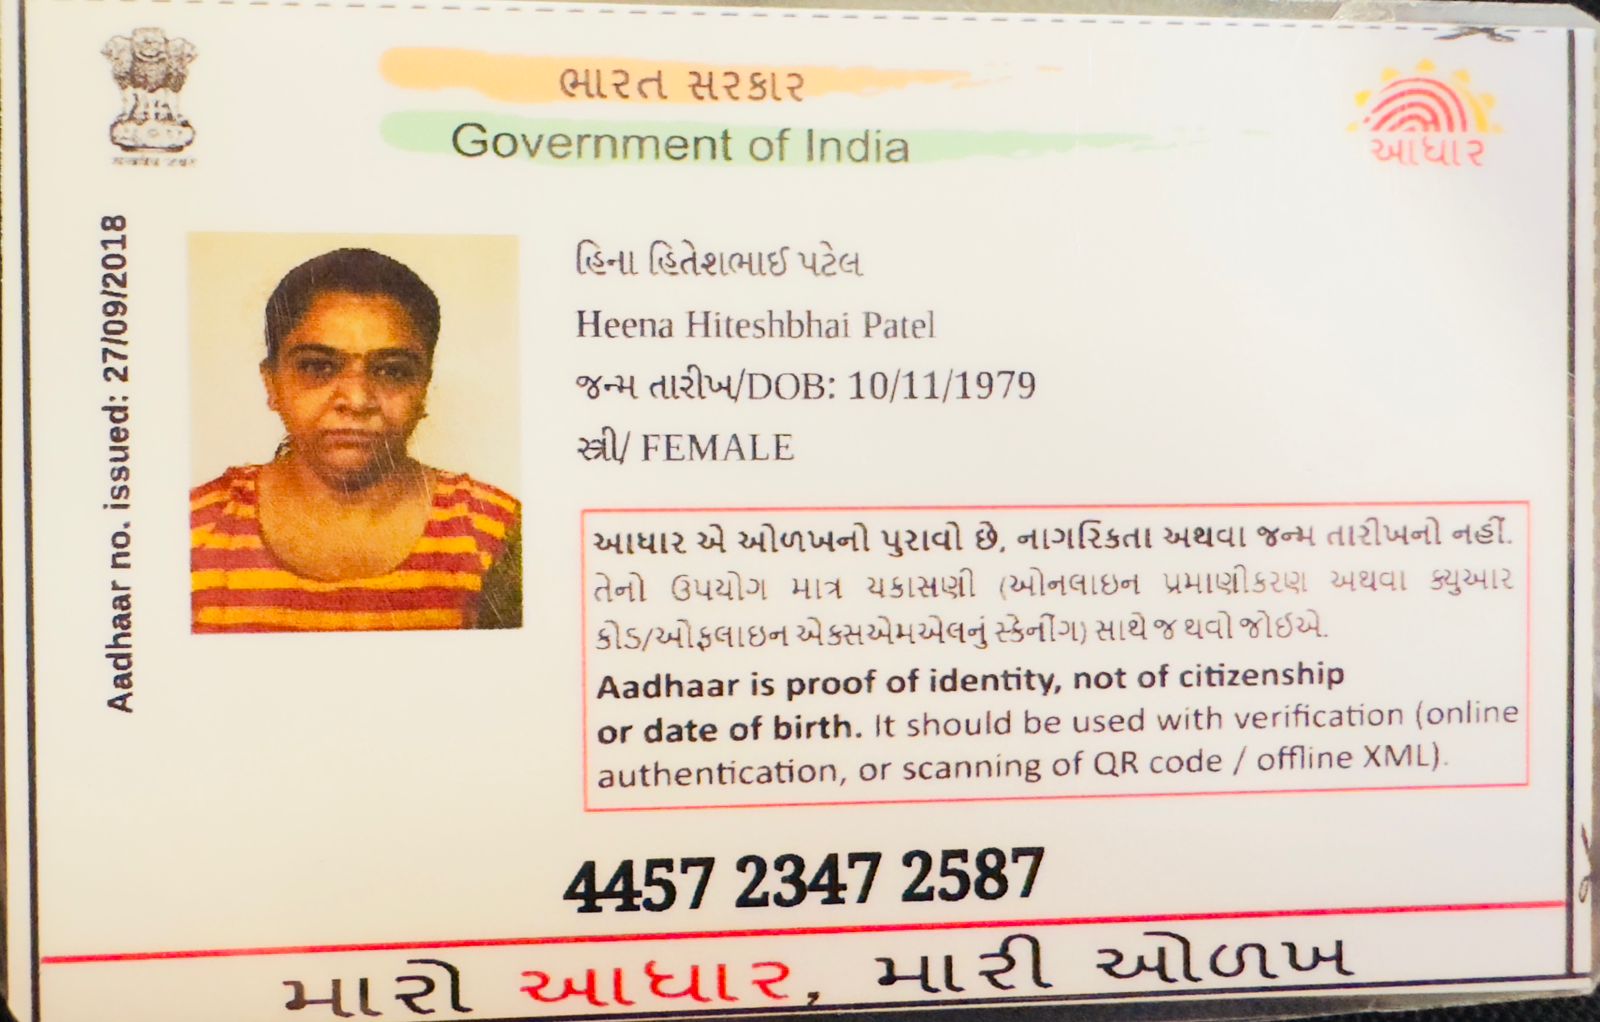 ભારત સરકાર
Government of India
આધાર
Aadhaar no. issued: 27/09/2018
હિના હિતેશભાઈ પટેલ
Heena Hiteshbhai Patel
જન્મ તારીખ/DOB: 10/11/1979
સ્ત્રી/ FEMALE
આધાર એ ઓળખનો પુરાવો છે, નાગરિકતા અથવા જન્મ તારીખનો નહીં.
તેનો ઉપયોગ માત્ર ચકાસણી (ઓનલાઇન પ્રમાણીકરણ અથવા ક્યુઆર
કોડ/ઓફલાઇન એક્સએમએલનું સ્કેનીંગ) સાથે જ થવો જોઇએ.
Aadhaar is proof of identity, not of citizenship
or date of birth. It should be used with verification (online
authentication, or scanning of QR code / offline XML).
4457 2347 2587
મારો આધાર, મારી ઓળખ